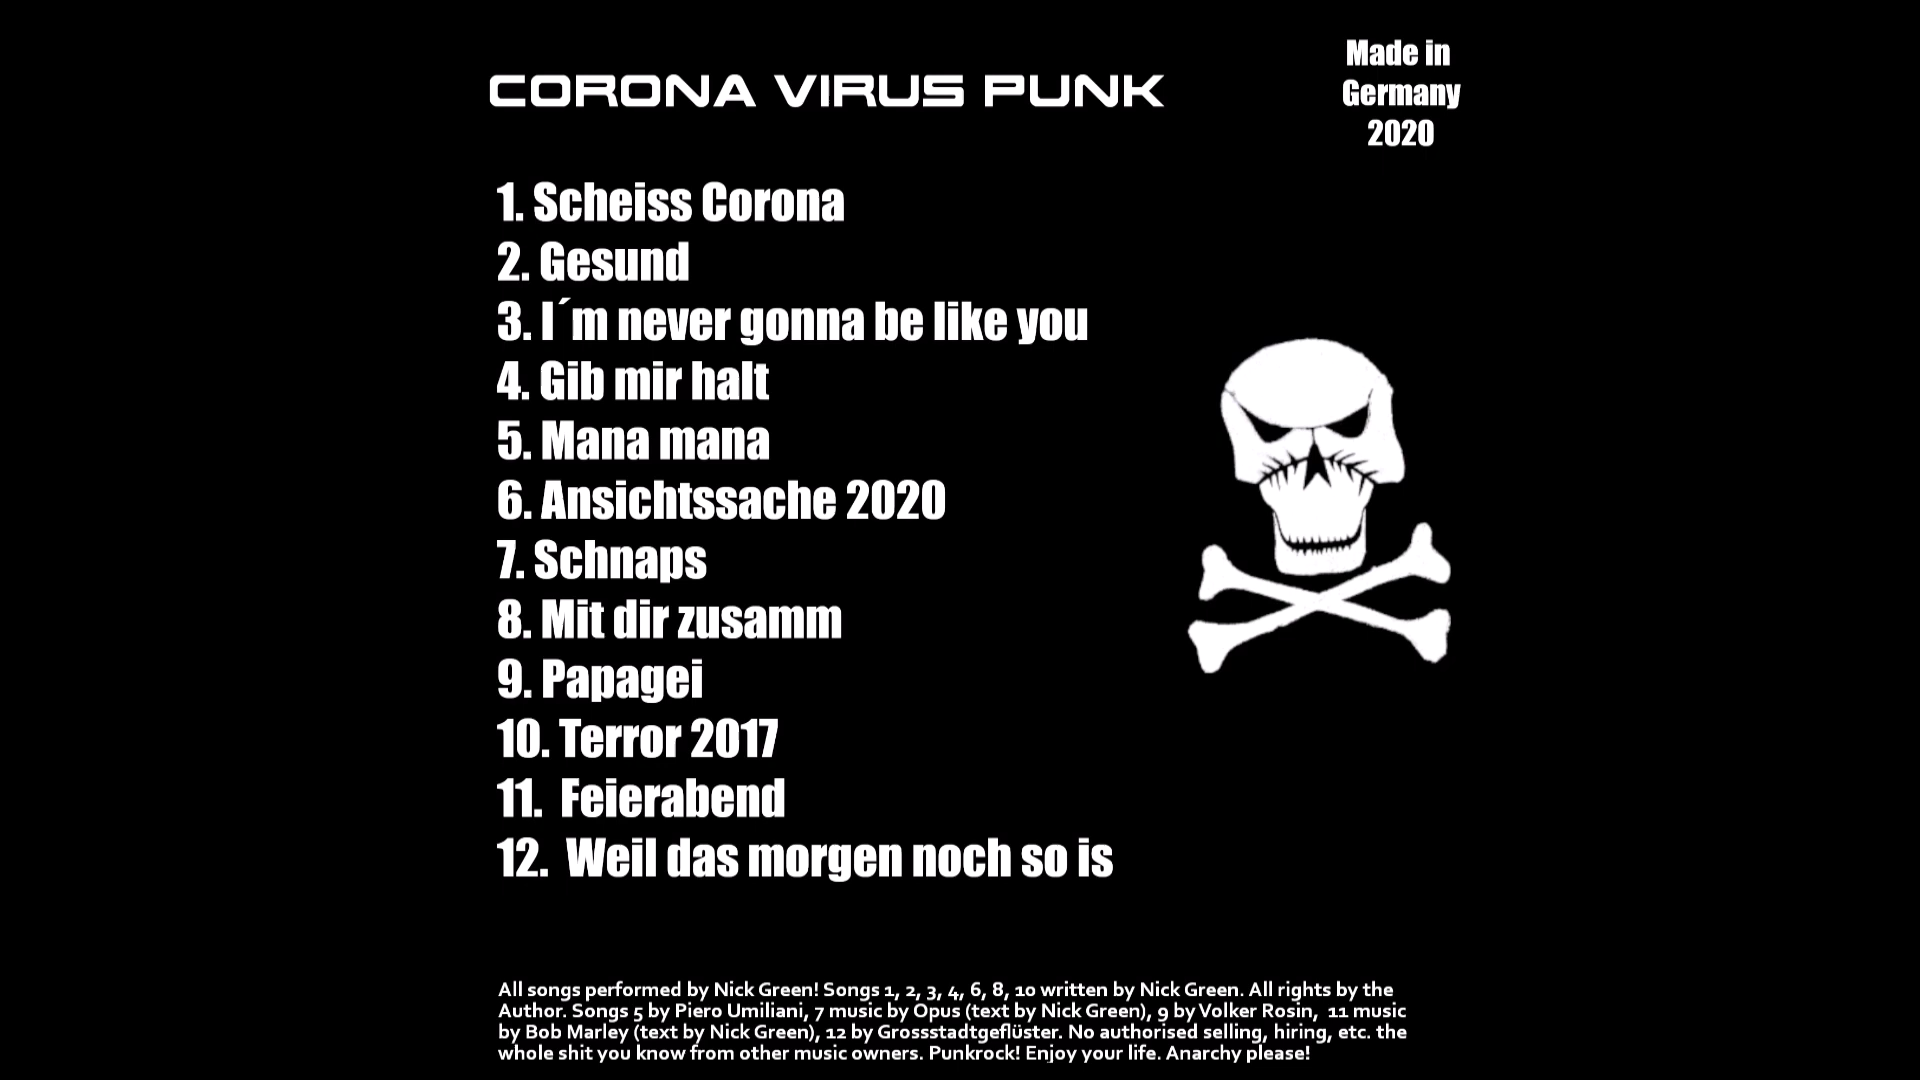 CORONA VIRUS PUNK
Made in
Germany
2020
1. Scheiss Corona
2. Gesund
3. I´m never gonna be like you
4. Gib mir halt
5. Mana mana
6. Ansichtssache 2020
7. Schnaps
8. Mit dir zusamm
9. Papagei
10. Terror 2017
11. Feierabend
12. Weil das morgen noch so is
All songs performed by Nick Green! Songs 1, 2, 3, 4, 6, 8, 10 written by Nick Green. All rights by the
Author. Songs 5 by Piero Umiliani, 7 music by Opus (text by Nick Green), 9 by Volker Rosin, 11 music
by Bob Marley (text by Nick Green), 12 by Grossstadtgeflüster. No authorised selling, hiring, etc. the
whole shit you know from other music owners. Punkrock! Enjoy your life. Anarchy please!